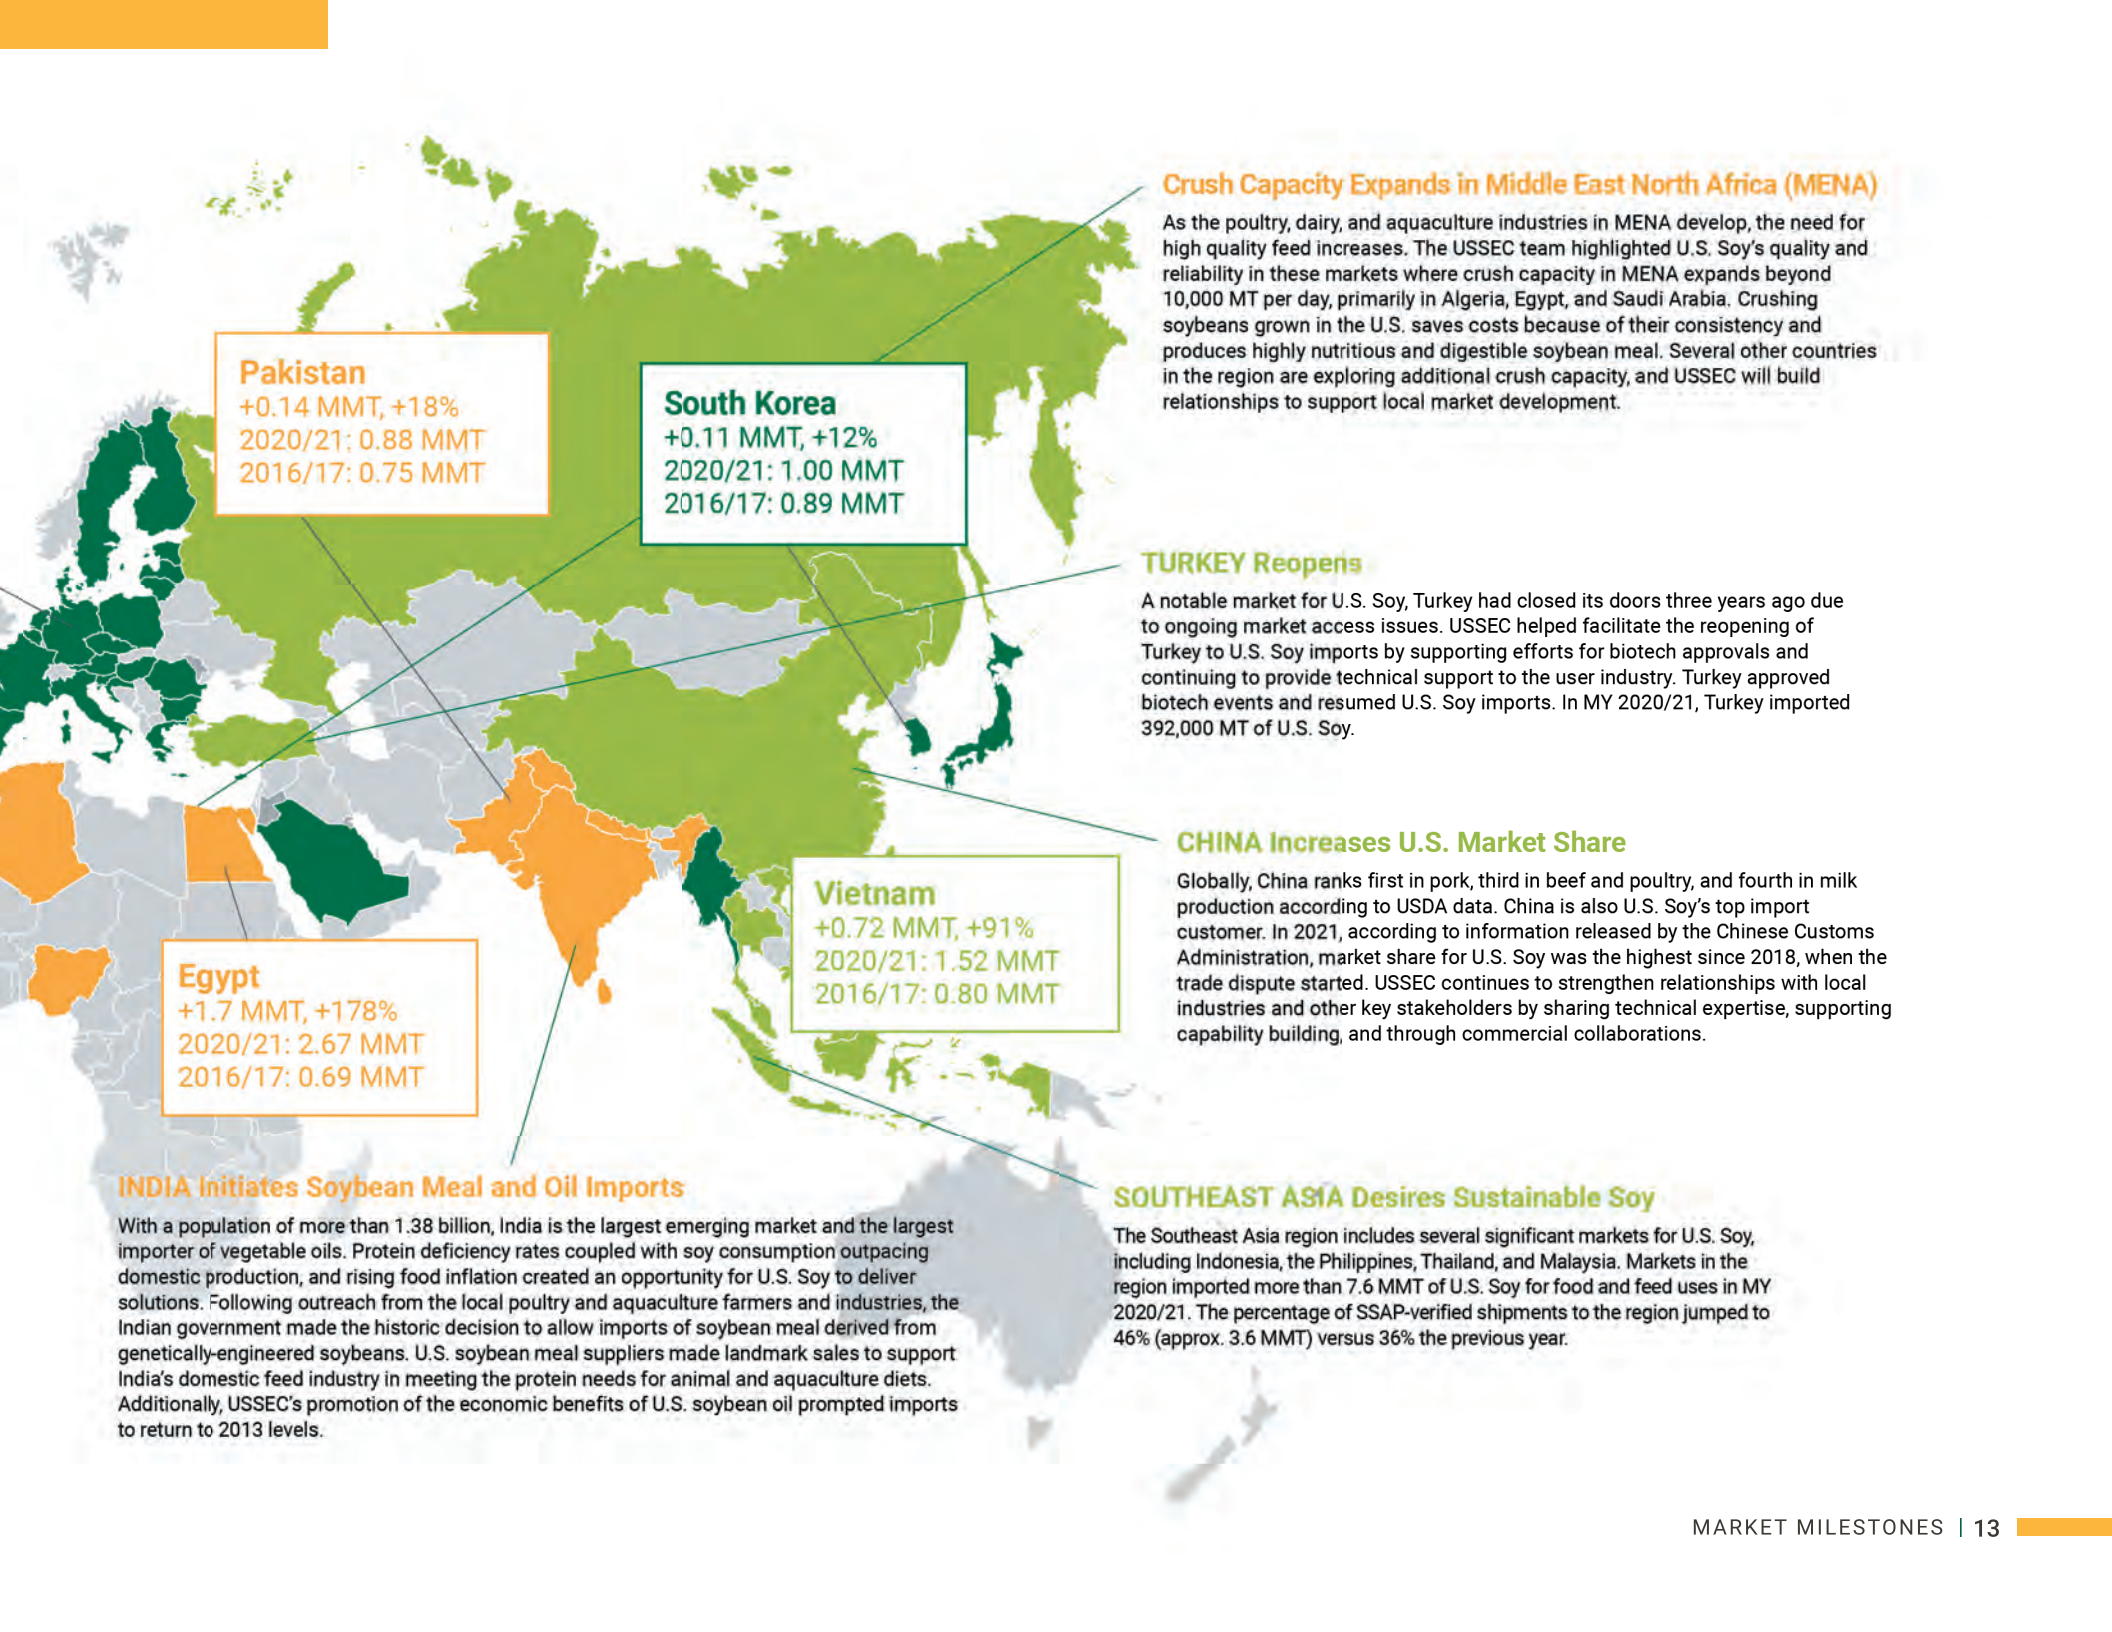 Crush Capacity Expands in Middle East North Africa (MENA)
As the poultry, dairy, and aquaculture industries in MENA develop, the need for
high quality feed increases. The USSEC team highlighted U.S. Soy's quality and
reliability in these markets where crush capacity in MENA expands beyond
10,000 MT per day, primarily in Algeria, Egypt, and Saudi Arabia. Crushing
soybeans grown in the U.S. saves costs because of their consistency and
produces highly nutritious and digestible soybean meal. Several other countries
in the region are exploring additional crush capacity, and USSEC will build
relationships to support local market development.
Pakistan
+0.14 MMT, +18%
2020/21: 0.88 MMT
2016/17: 0.75 MMT
South Korea
+0.11 MMT, +12%
2020/21: 1.00 MMT
2016/17: 0.89 MMT
TURKEY Reopens
A notable market for U.S. Soy, Turkey had closed its doors three years ago due
to ongoing market access issues. USSEC helped facilitate the reopening of
Turkey to U.S. Soy imports by supporting efforts for biotech approvals and
continuing to provide technical support to the user industry. Turkey approved
biotech events and resumed U.S. Soy imports. In MY 2020/21, Turkey imported
392,000 MT of U.S. Soy.
CHINA Increases U.S. Market Share
Globally, China ranks first in pork, third in beef and poultry, and fourth in milk
production according to USDA data. China is also U.S. Soy's top import
customer. In 2021, according to information released by the Chinese Customs
Administration, market share for U.S. Soy was the highest since 2018, when the
trade dispute started. USSEC continues to strengthen relationships with local
industries and other key stakeholders by sharing technical expertise, supporting
capability building, and through commercial collaborations.
Vietnam
+0.72 MMT, +91%
2020/21: 1.52 MMT
2016/17: 0.80 MMT
Egypt
+1.7 MMT, +178%
2020/21: 2.67 MMT
2016/17: 0.69 MMT
INDIA Initiates Soybean Meal and Oil Imports
With a population of more than 1.38 billion, India is the largest emerging market and the largest
importer of vegetable oils. Protein deficiency rates coupled with soy consumption outpacing
domestic production, and rising food inflation created an opportunity for U.S. Soy to deliver
solutions. Following outreach from the local poultry and aquaculture farmers and industries, the
Indian government made the historic decision to allow imports of soybean meal derived from
genetically-engineered soybeans. U.S. soybean meal suppliers made landmark sales to support
India's domestic feed industry in meeting the protein needs for animal and aquaculture diets.
Additionally, USSEC's promotion of the economic benefits of U.S. soybean oil prompted imports
to return to 2013 levels.
SOUTHEAST ASIA Desires Sustainable Soy
The Southeast Asia region includes several significant markets for U.S. Soy,
including Indonesia, the Philippines, Thailand, and Malaysia. Markets in the
region imported more than 7.6 MMT of U.S. Soy for food and feed uses in MY
2020/21. The percentage of SSAP-verified shipments to the region jumped to
46% (approx. 3.6 MMT) versus 36% the previous year.
MARKET MILESTONES | 13